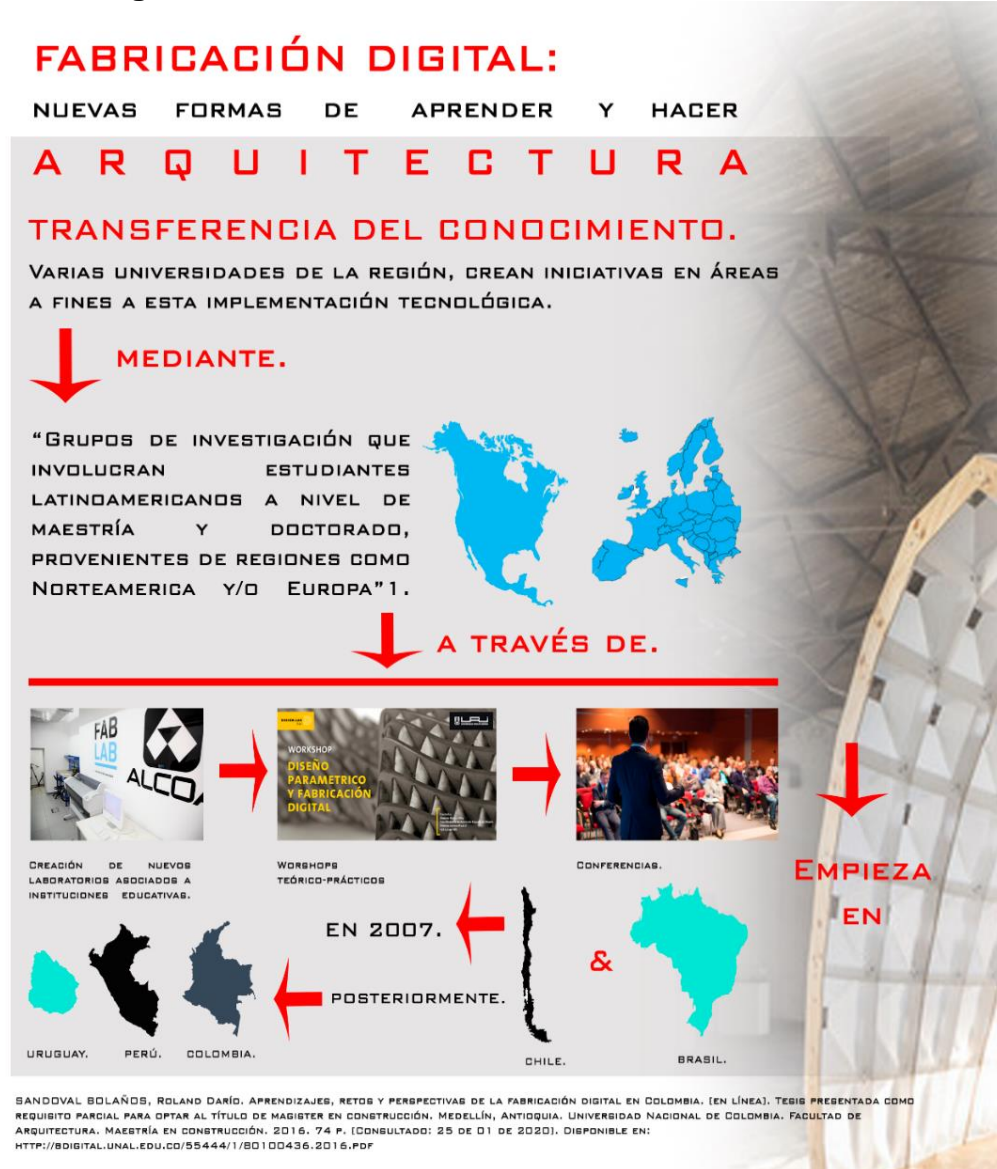 FABRICACIÓN DIGITAL:
NUEVAS FORMAS DE APRENDER Y HACER
ARQUITECTURA
TRANSFERENCIA DEL CONOCIMIENTO.
VARIAS UNIVERSIDADES DE LA REGIÓN, CREAN INICIATIVAS EN ÁREAS
A FINES A ESTA IMPLEMENTACIÓN TECNOLÓGICA.
MEDIANTE.
“GRUPOS DE INVESTIGACIÓN QUE
INVOLUCRAN ESTUDIANTES
LATINOAMERICANOS A NIVEL DE
MAESTRÍA Y DOCTORADO,
PROVENIENTES DE REGIONES COMO
NORTEAMERICA Y/O EUROPA”1.
A TRAVÉS DE.
FAB
LAB
ALCOA
WORKSHOP
DISEÑO
PARAMETRICO
Y FABRICACIÓN
DIGITAL
CREACIÓN DE NUEVOS
LABORATORIOS ASOCIADOS A
INSTITUCIONES EDUCATIVAS.
WORSHOPS
TEÓRICO-PRÁCTICOS
CONFERENCIAS.
EMPIEZA
EN
EN 2007.
&
POSTERIORMENTE.
URUGUAY.
PERÚ.
COLOMBIA.
CHILE.
BRASIL.
SANDOVAL BOLAÑOS, ROLAND DARÍO. APRENDIZAJES, RETOS Y PERSPECTIVAS DE LA FABRICACIÓN DIGITAL EN COLOMBIA. [EN LÍNEA]. TESIS PRESENTADA COMO
REQUISITO PARCIAL PARA OPTAR AL TÍTULO DE MAGISTER EN CONSTRUCCIÓN. MEDELLÍN, ANTIOQUIA. UNIVERSIDAD NACIONAL DE COLOMBIA. FACULTAD DE
ARQUITECTURA. MAESTRÍA EN CONSTRUCCIÓN. 2016. 74 P. [CONSULTADO: 25 DE 01 DE 2020]. DISPONIBLE EN:
HTTP://BDIGITAL.UNAL.EDU.CO/55444/1/80100436.2016.PDF